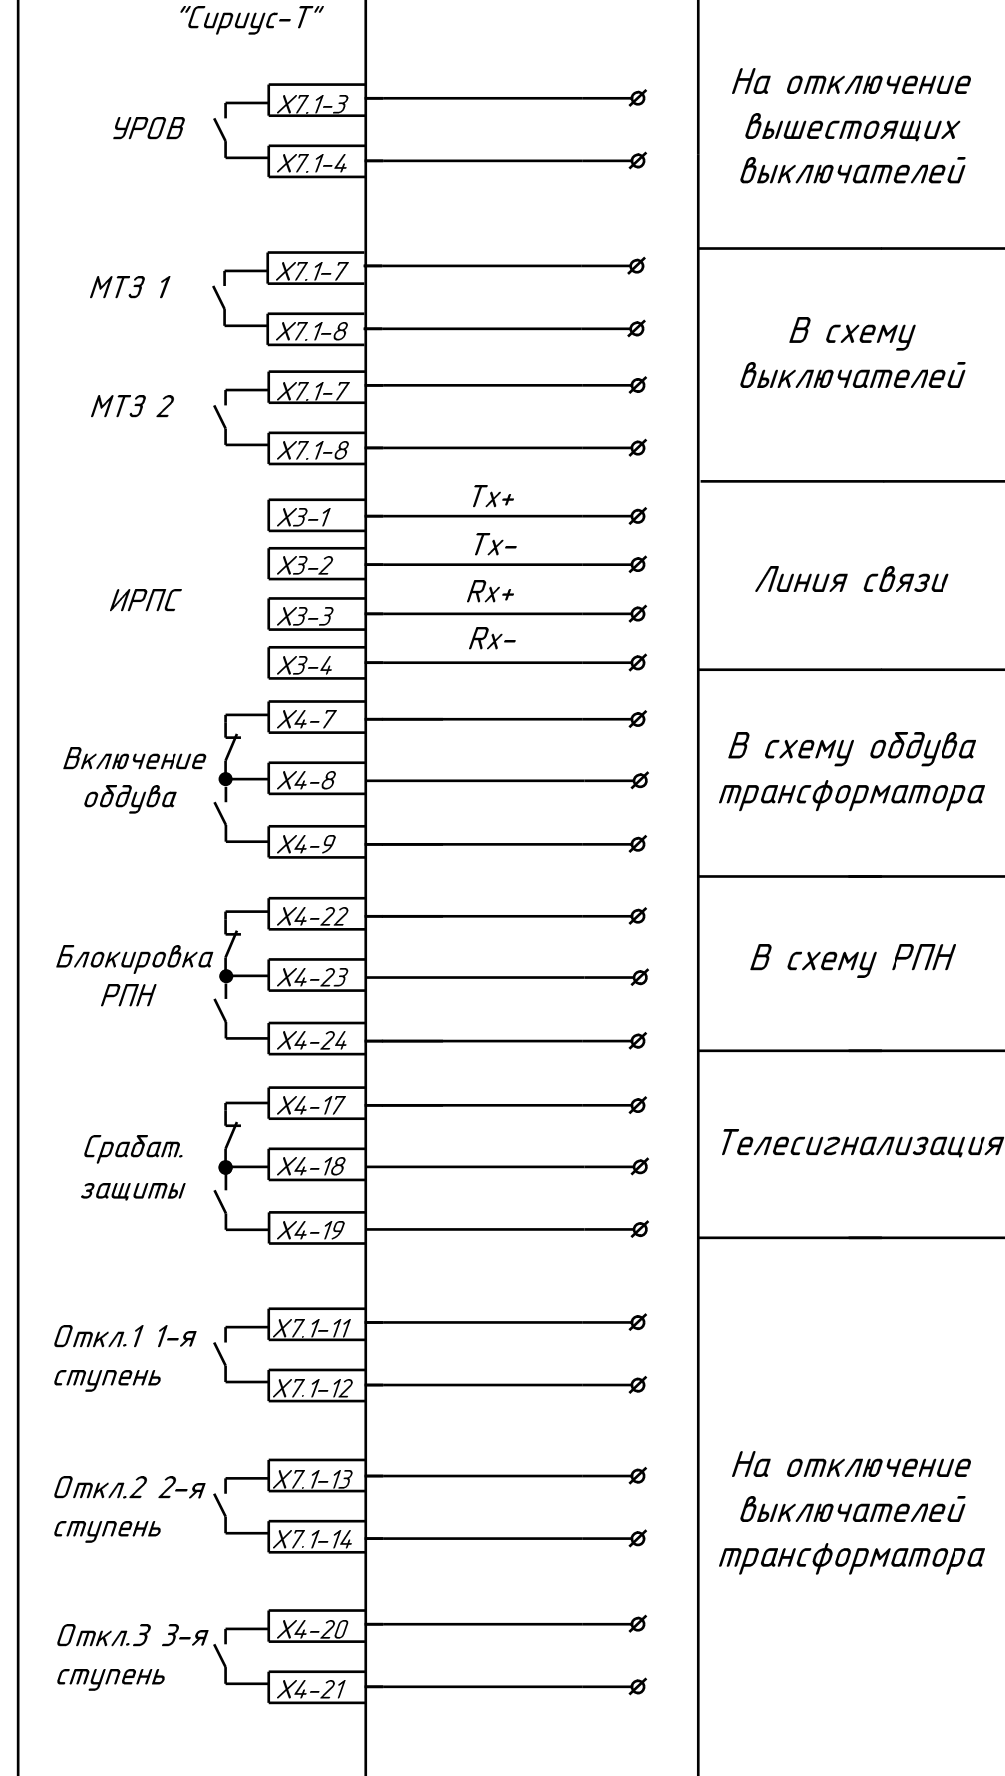 "Сириус-Т"
УРОВ
X7.1-3
X7.1-4
На отключение
вышестоящих
выключателей
МТЗ 1
X7.1-7
X7.1-8
МТЗ 2
X7.1-7
X7.1-8
В схему
выключателей
ИРПС
X3-1
Tx+
X3-2
Tx-
X3-3
Rx+
X3-4
Rx-
Линия связи
Включение
обдува
X4-7
X4-8
X4-9
В схему обдува
трансформатора
Блокировка
РПН
X4-22
X4-23
X4-24
В схему РПН
Срабат.
защиты
X4-17
X4-18
X4-19
Телесигнализация
Откл.1 1-я
ступень
X7.1-11
X7.1-12
Откл.2 2-я
ступень
X7.1-13
X7.1-14
Откл.3 3-я
ступень
X4-20
X4-21
На отключение
выключателей
трансформатора